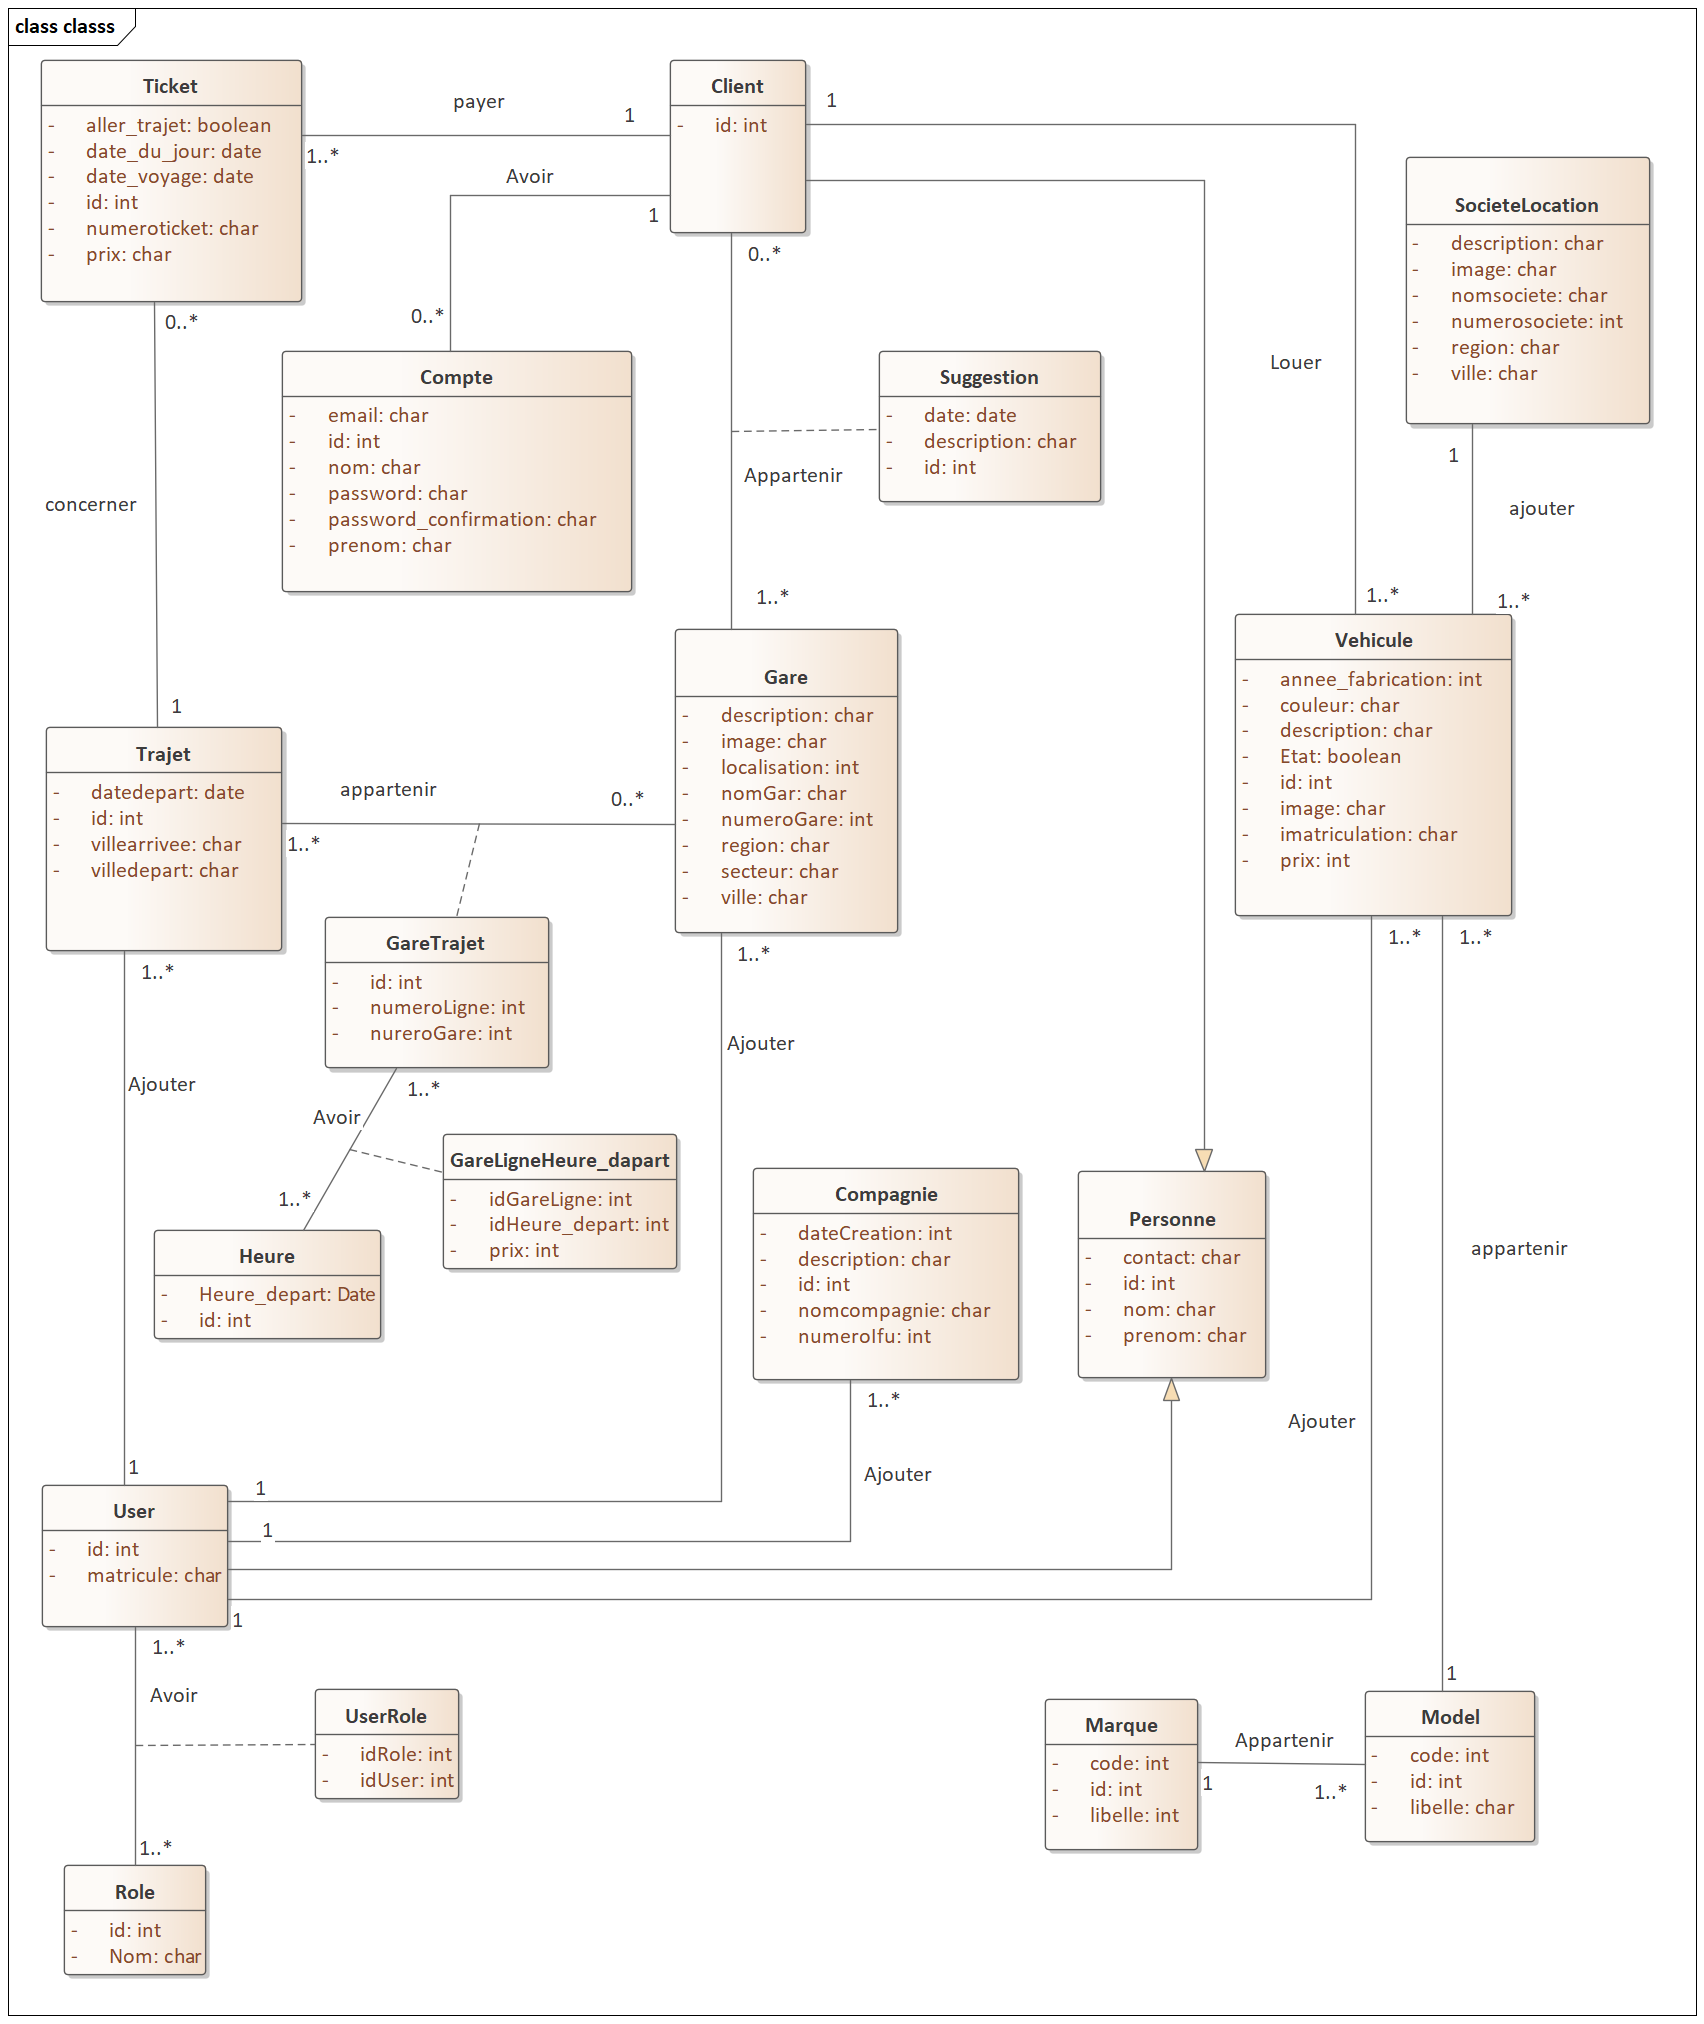 class classs
Ticket
- aller_trajet: boolean
- date_du_jour: date
- date_voyage: date
- id: int
- numeroticket: char
- prix: char
payer
1
1..*
Client
- id: int
1
Avoir
1
0..*
0..*
Louer
SocieteLocation
- description: char
- image: char
- nomsociete: char
- numerosociete: int
- region: char
- ville: char
1
ajouter
1..*
1..*
0..*
concerner
1
Compte
- email: char
- id: int
- nom: char
- password: char
- password_confirmation: char
- prenom: char
Suggestion
- date: date
- description: char
- id: int
Appartenir
1..*
Vehicule
- annee_fabrication: int
- couleur: char
- description: char
- Etat: boolean
- id: int
- image: char
- imatriculation: char
- prix: int
1..*
1..*
Gare
- description: char
- image: char
- localisation: int
- nomGar: char
- numeroGare: int
- region: char
- secteur: char
- ville: char
1..*
Trajet
- datedepart: date
- id: int
- villearrivee: char
- villedepart: char
appartenir
0..*
1..*
1..*
GareTrajet
- id: int
- numeroLigne: int
- nureroGare: int
1..*
Ajouter
Ajouter
Avoir
1..*
GareLigneHeure_dapart
- idGareLigne: int
- idHeure_depart: int
- prix: int
Heure
- Heure_depart: Date
- id: int
Compagnie
- dateCreation: int
- description: char
- id: int
- nomcompagnie: char
- numeroIfu: int
1..*
Ajouter
Personne
- contact: char
- id: int
- nom: char
- prenom: char
appartenir
Ajouter
1
1
1
1
User
- id: int
- matricule: char
1..*
Avoir
UserRole
- idRole: int
- idUser: int
1..*
Role
- id: int
- Nom: char
Marque
- code: int
- id: int
- libelle: int
Appartenir
1
1..*
1
Model
- code: int
- id: int
- libelle: char